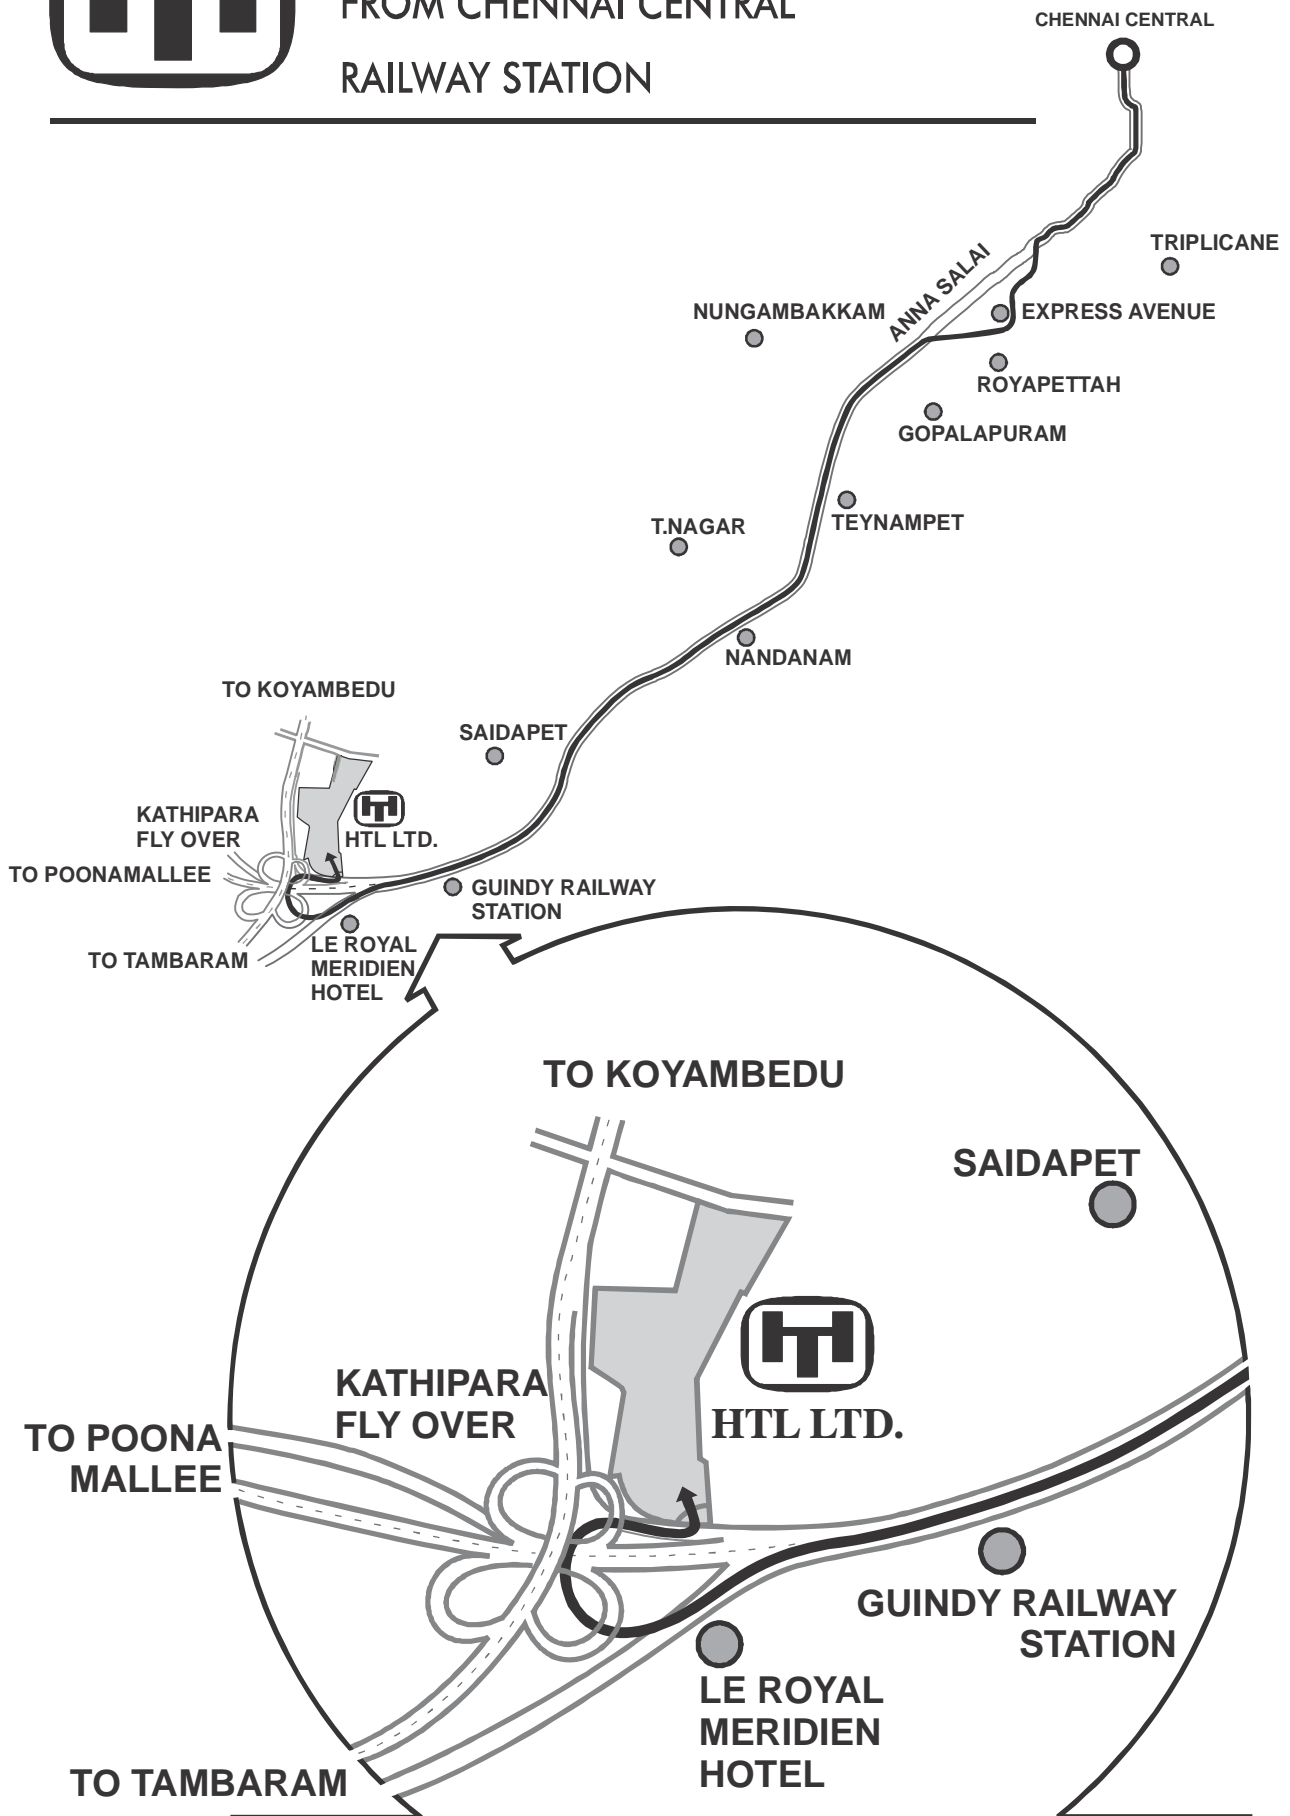 FROM CHENNAI CENTRAL
RAILWAY STATION
CHENNAI CENTRAL
TRIPLICANE
ANNA SALAI
NUNGAMBAKKAM
EXPRESS AVENUE
ROYAPETTAH
GOPALAPURAM
TEYNAMPET
T.NAGAR
NANDANAM
TO KOYAMBEDU
SAIDAPET
KATHIPARA
FLY OVER
HTL LTD.
TO POONAMALLEE
GUINDY RAILWAY
STATION
LE ROYAL
MERIDIEN
HOTEL
TO TAMBARAM
TO KOYAMBEDU
SAIDAPET
KATHIPARA
FLY OVER
HTL LTD.
TO POONA
MALLEE
GUINDY RAILWAY
STATION
LE ROYAL
MERIDIEN
HOTEL
TO TAMBARAM